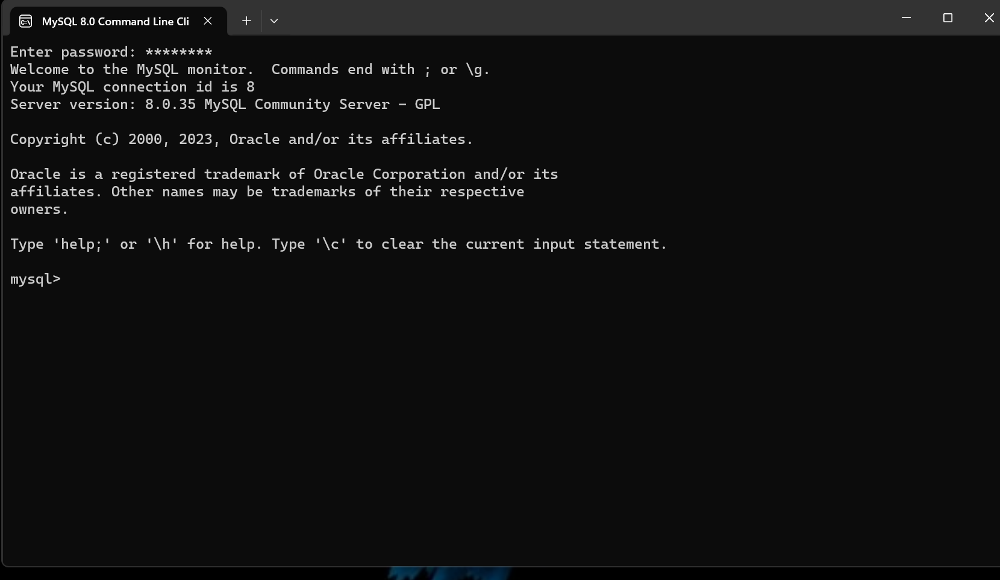 MySQL 8.0 Command Line Cli
Enter password: ********
Welcome to the MySQL monitor.  Commands end with ; or \g.
Your MySQL connection id is 8
Server version: 8.0.35 MySQL Community Server - GPL
Copyright (c) 2000, 2023, Oracle and/or its affiliates.
Oracle is a registered trademark of Oracle Corporation and/or its
affiliates. Other names may be trademarks of their respective
owners.
Type 'help;' or '\h' for help. Type '\c' to clear the current input statement.
mysql>